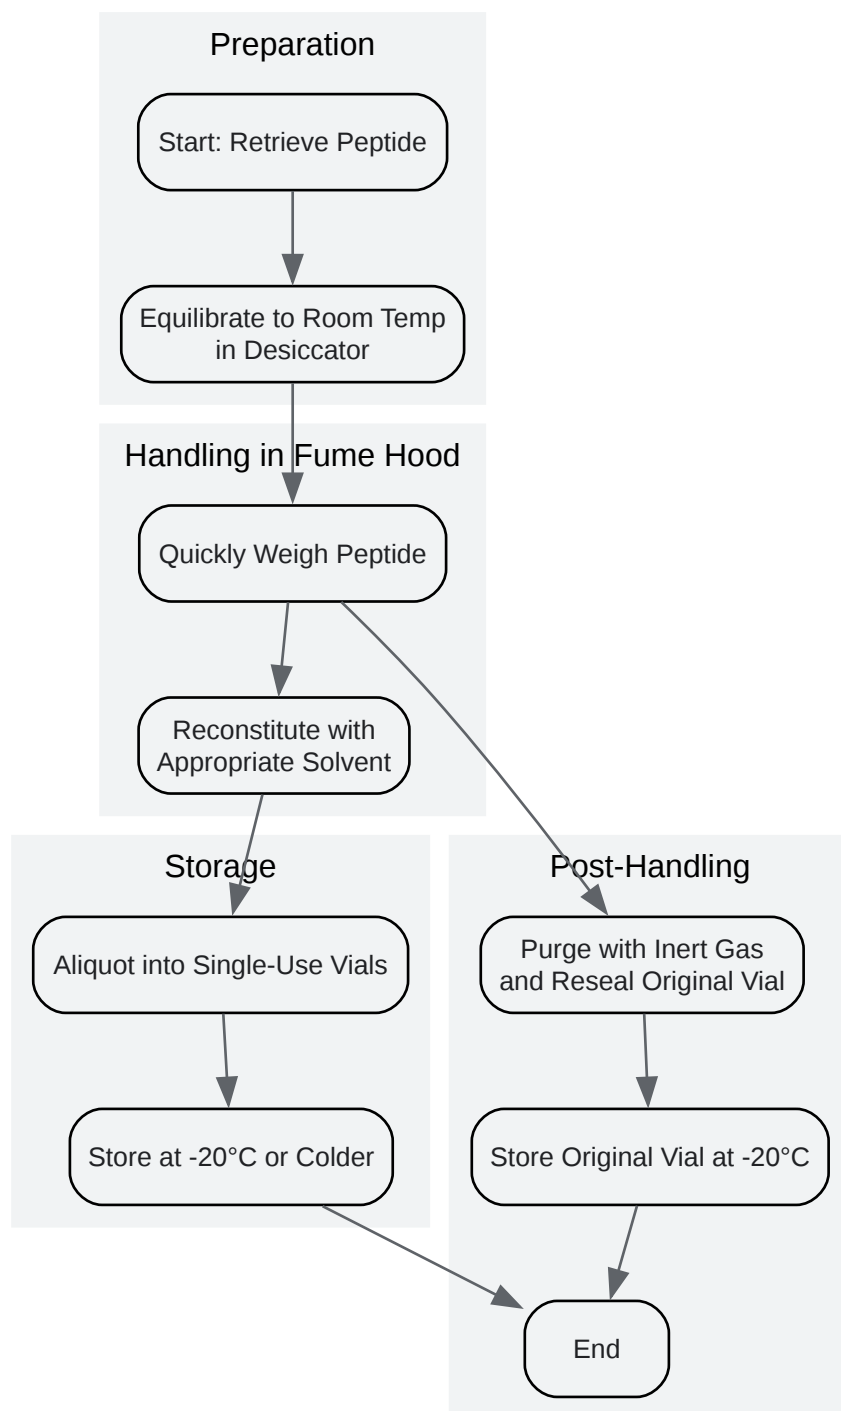 Preparation
Start: Retrieve Peptide
Equilibrate to Room Temp
in Desiccator
Handling in Fume Hood
Quickly Weigh Peptide
Reconstitute with
Appropriate Solvent
Storage
Aliquot into Single-Use Vials
Store at -20°C or Colder
Post-Handling
Purge with Inert Gas
and Reseal Original Vial
Store Original Vial at -20°C
End